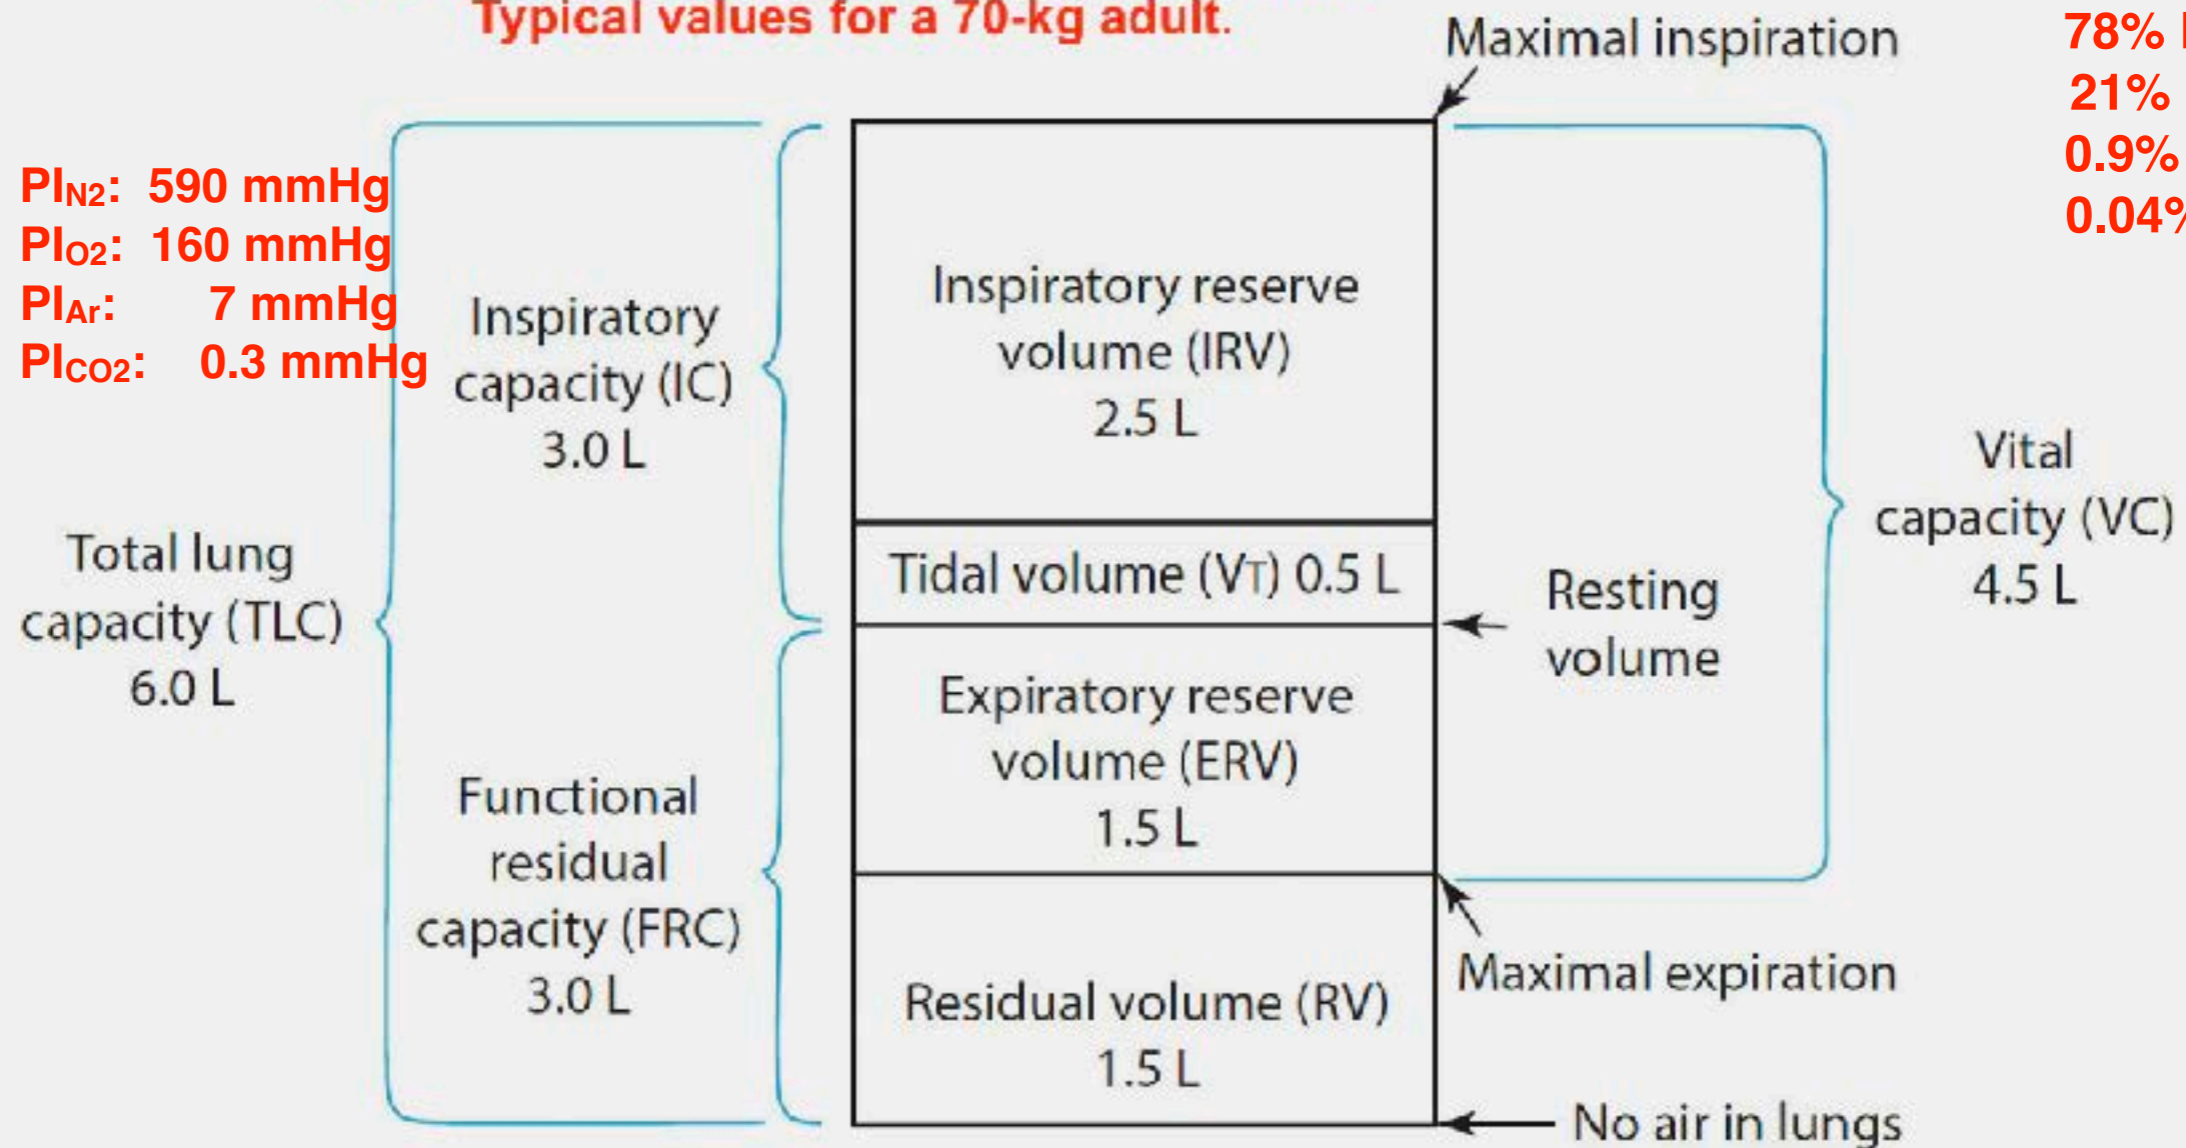 Typical values for a 70-kg adult.
Maximal inspiration
78%
21%
0.9%
0.04%
PIN2: 590 mmHg
PIO2: 160 mmHg
PIAr: 7 mmHg
PICO2: 0.3 mmHg
Inspiratory
capacity (IC)
3.0 L
Inspiratory reserve
volume (IRV)
2.5 L
Vital
capacity (VC)
4.5 L
Total lung
capacity (TLC)
6.0 L
Tidal volume (VT) 0.5 L
Resting
volume
Expiratory reserve
volume (ERV)
1.5 L
Functional
residual
capacity (FRC)
3.0 L
Maximal expiration
Residual volume (RV)
1.5 L
No air in lungs